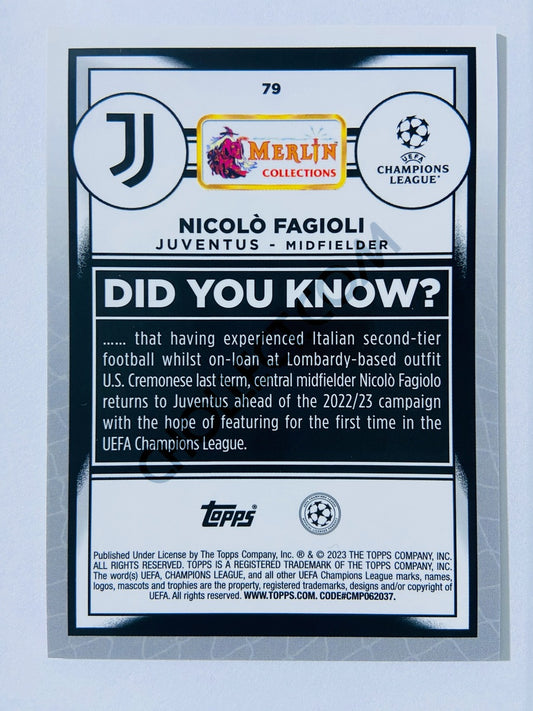 79
MERLIN
COLLECTIONS
UEFA
CHAMPIONS
LEAGUE
NICOLÒ FAGIOLI
JUVENTUS - MIDFIELDER
DID YOU KNOW?
...... that having experienced Italian second-tier
football whilst on-loan at Lombardy-based outfit
U.S. Cremonese last term, central midfielder Nicolò Fagiolo
returns to Juventus ahead of the 2022/23 campaign
with the hope of featuring for the first time in the
UEFA Champions League.
topps®
Published Under License by The Topps Company, Inc. ® & © 2023 THE TOPPS COMPANY, INC.
ALL RIGHTS RESERVED. TOPPS IS A REGISTERED TRADEMARK OF THE TOPPS COMPANY, INC.
The word(s) UEFA, CHAMPIONS LEAGUE, and all other UEFA Champions League marks, names,
logos, mascots and trophies are the property, registered trademarks, designs and/or copyright of
UEFA. All rights reserved. WWW.TOPPS.COM. CODE#CMP062037.